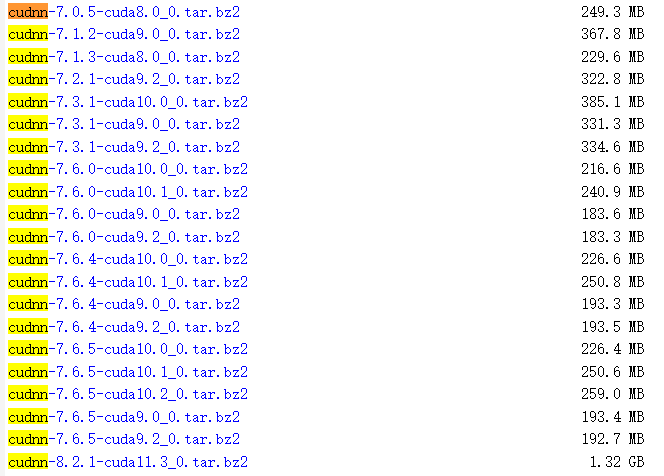 cudnn-7.0.5-cuda8.0_0.tar.bz2 249.3 MB
cudnn-7.1.2-cuda9.0_0.tar.bz2 367.8 MB
cudnn-7.1.3-cuda8.0_0.tar.bz2 229.6 MB
cudnn-7.2.1-cuda9.2_0.tar.bz2 322.8 MB
cudnn-7.3.1-cuda10.0_0.tar.bz2 385.1 MB
cudnn-7.3.1-cuda9.0_0.tar.bz2 331.3 MB
cudnn-7.3.1-cuda9.2_0.tar.bz2 334.6 MB
cudnn-7.6.0-cuda10.0_0.tar.bz2 216.6 MB
cudnn-7.6.0-cuda10.1_0.tar.bz2 240.9 MB
cudnn-7.6.0-cuda9.0_0.tar.bz2 183.6 MB
cudnn-7.6.0-cuda9.2_0.tar.bz2 183.3 MB
cudnn-7.6.4-cuda10.0_0.tar.bz2 226.6 MB
cudnn-7.6.4-cuda10.1_0.tar.bz2 250.8 MB
cudnn-7.6.4-cuda9.0_0.tar.bz2 193.3 MB
cudnn-7.6.4-cuda9.2_0.tar.bz2 193.5 MB
cudnn-7.6.5-cuda10.0_0.tar.bz2 226.4 MB
cudnn-7.6.5-cuda10.1_0.tar.bz2 250.6 MB
cudnn-7.6.5-cuda10.2_0.tar.bz2 259.0 MB
cudnn-7.6.5-cuda9.0_0.tar.bz2 193.4 MB
cudnn-7.6.5-cuda9.2_0.tar.bz2 192.7 MB
cudnn-8.2.1-cuda11.3_0.tar.bz2 1.32 GB